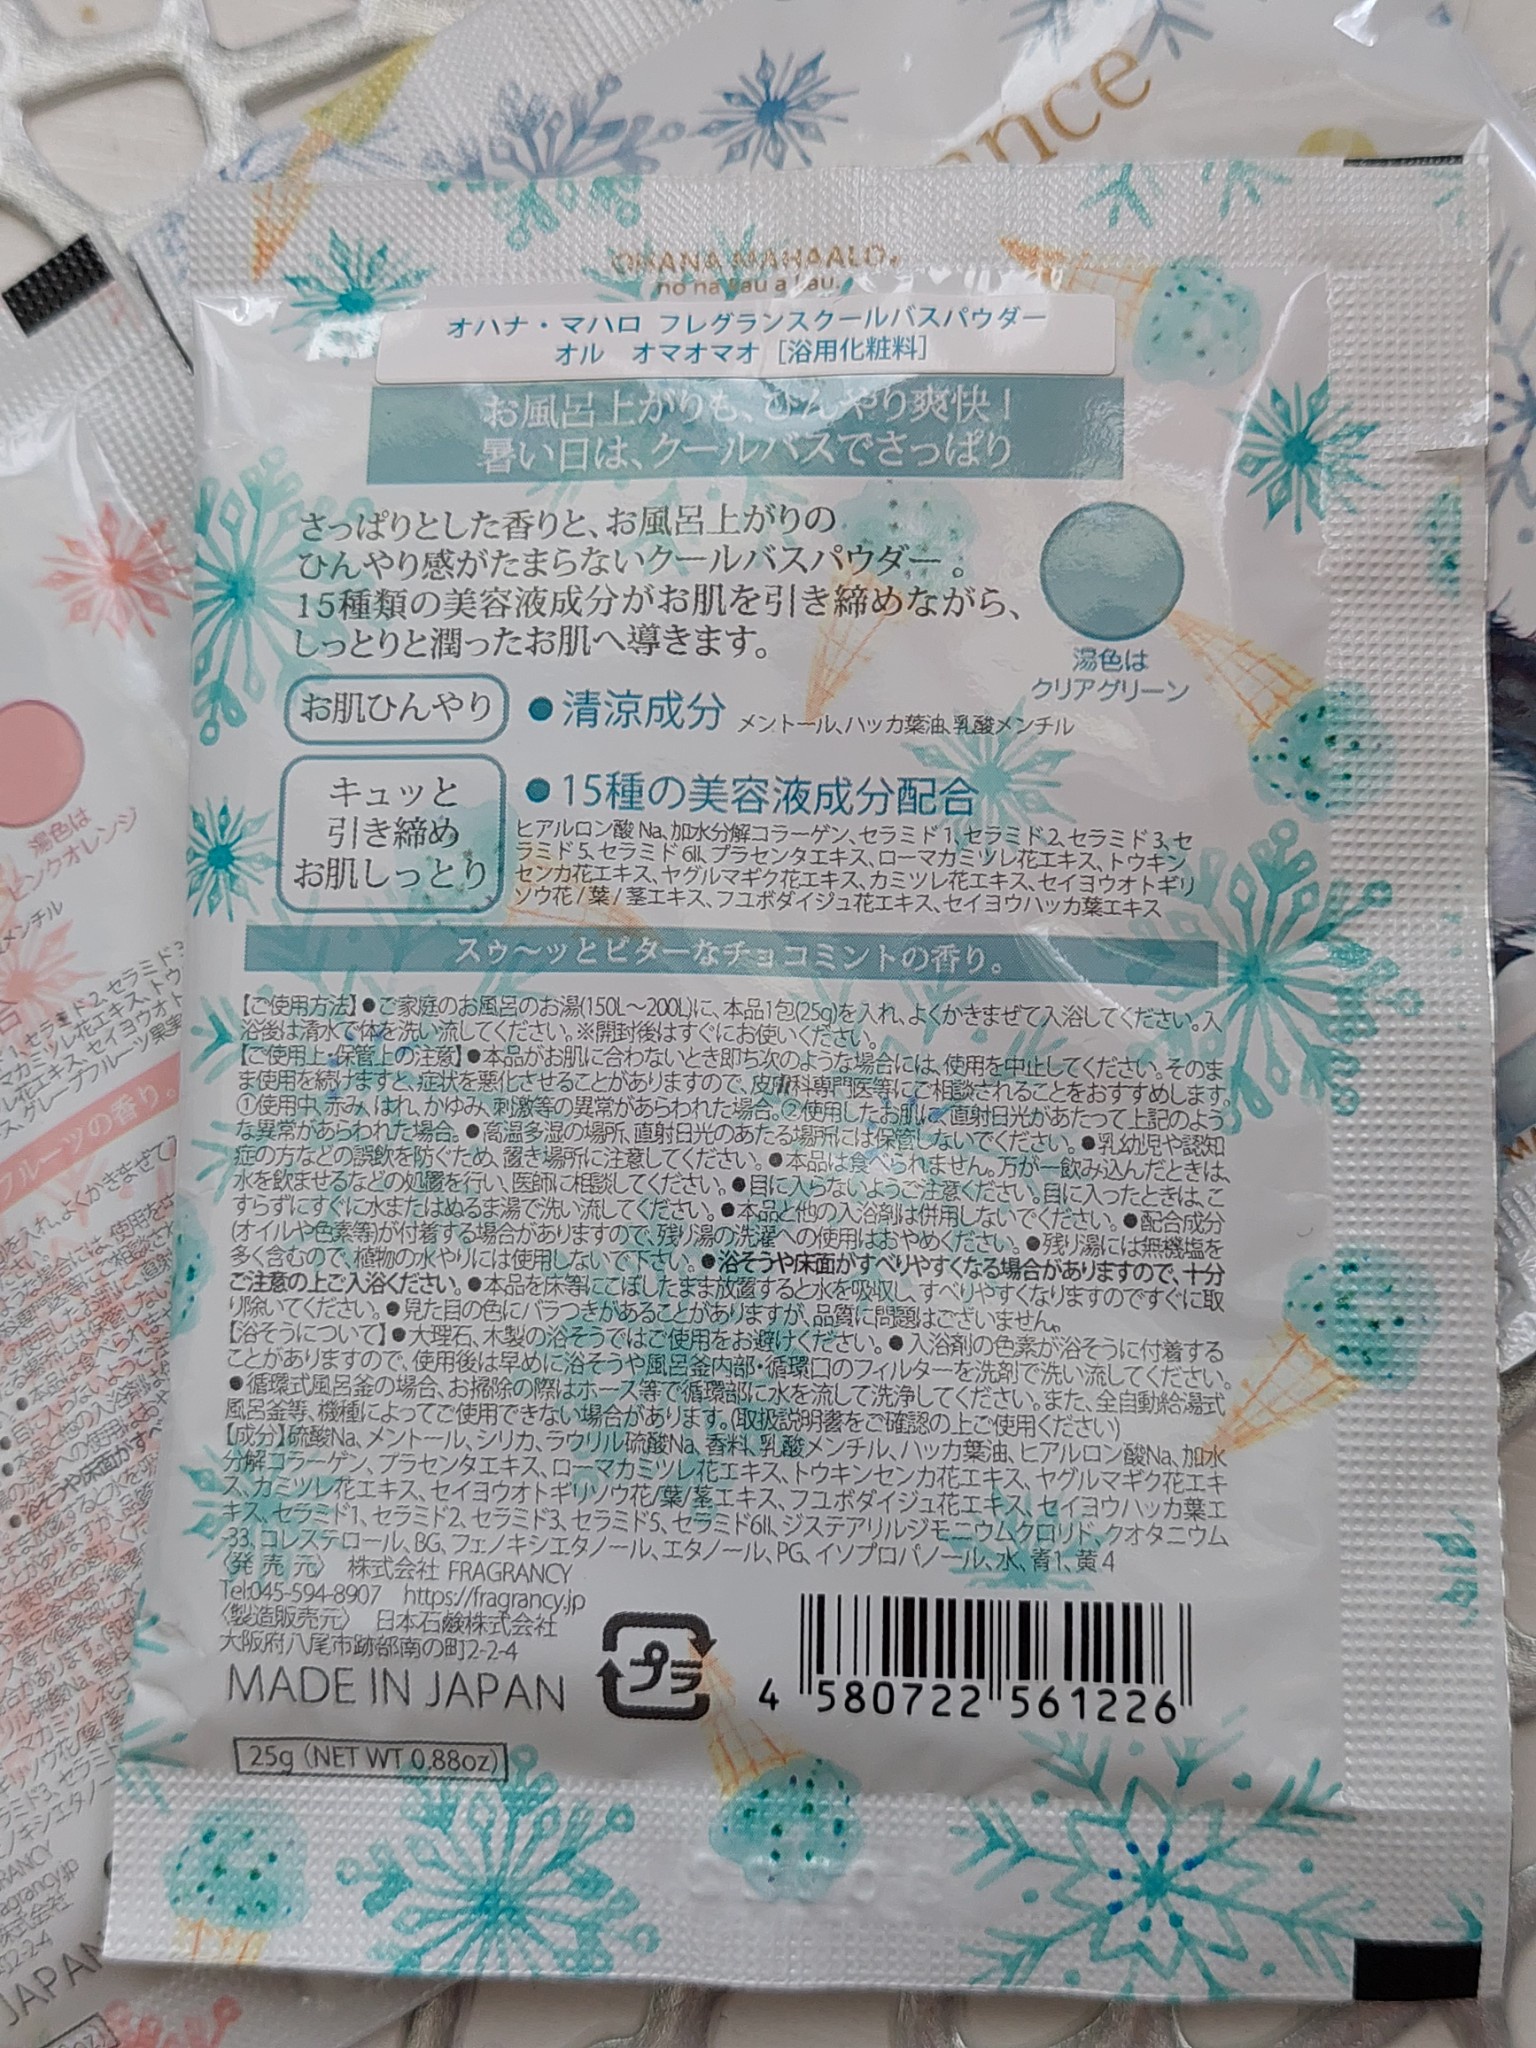 ance
OHANA MAHAALO.
no na kau a kau.
オハナ・マハロ フレグランスクールバスパウダー
オル オマオマオ［浴用化粧料］
お風呂上がりも、ひんやり爽快！
暑い日は、クールバスでさっぱり
さっぱりとした香りと、お風呂上がりの
ひんやり感がたまらないクールバスパウダー。
15種類の美容液成分がお肌を引き締めながら、
しっとりと潤ったお肌へ導きます。
湯色は
クリアグリーン
お肌ひんやり
●清涼成分 メントール、ハッカ葉油、乳酸メンチル
キュッと
引き締め
お肌しっとり
●15種の美容液成分配合
ヒアルロン酸 Na、加水分解コラーゲン、セラミド 1、セラミド 2、セラミド 3、セ
ラミド 5、セラミド 6II、プラセンタエキス、ローマカミツレ花エキス、トウキン
センカ花エキス、ヤグルマギク花エキス、カミツレ花エキス、セイヨウオトギリ
ソウ花 / 葉 / 茎エキス、フユボダイジュ花エキス、セイヨウハッカ葉エキス
スゥ〜ッとビターなチョコミントの香り。
【ご使用方法】●ご家庭のお風呂のお湯(150L〜200L)に、本品1包(25g)を入れ、よくかきまぜて入浴してください。入
浴後は清水で体を洗い流してください。※開封後はすぐにお使いください。
【ご使用上・保管上の注意】●本品がお肌に合わないとき即ち次のような場合には、使用を中止してください。そのま
ま使用を続けますと、症状を悪化させることがありますので、皮膚科専門医等にご相談されることをおすすめします。
①使用中、赤み、はれ、かゆみ、刺激等の異常があらわれた場合。②使用したお肌に、直射日光があたって上記のよう
な異常があらわれた場合。●高温多湿の場所、直射日光のあたる場所には保管しないでください。●乳幼児や認知
症の方などの誤飲を防ぐため、置き場所に注意してください。●本品は食べられません。万が一飲み込んだときは、
水を飲ませるなどの処置を行い、医師に相談してください。●目に入らないようご注意ください。目に入ったときは、こ
すらずにすぐに水またはぬるま湯で洗い流してください。●本品と他の入浴剤は併用しないでください。●配合成分
(オイルや色素等)が付着する場合がありますので、残り湯の洗濯への使用はおやめください。●残り湯には無機塩を
多く含むので、植物の水やりには使用しないで下さい。●浴そうや床面がすべりやすくなる場合がありますので、十分
ご注意の上ご入浴ください。●本品を床等にこぼしたまま放置すると水を吸収し、すべりやすくなりますのですぐに取
り除いてください。●見た目の色にバラつきがあることがありますが、品質に問題はございません。
【浴そうについて】●大理石、木製の浴そうではご使用をお避けください。●入浴剤の色素が浴そうに付着する
ことがありますので、使用後は早めに浴そうや風呂釜内部・循環口のフィルターを洗剤で洗い流してください。
●循環式風呂釜の場合、お掃除の際はホース等で循環部に水を流して洗浄してください。また、全自動給湯式
風呂釜等、機種によってご使用できない場合があります。(取扱説明書をご確認の上ご使用ください)
【成分】硫酸Na、メントール、シリカ、ラウリル硫酸Na、香料、乳酸メンチル、ハッカ葉油、ヒアルロン酸Na、加水
分解コラーゲン、プラセンタエキス、ローマカミツレ花エキス、トウキンセンカ花エキス、ヤグルマギク花エキ
ス、カミツレ花エキス、セイヨウオトギリソウ花/葉/茎エキス、フユボダイジュ花エキス、セイヨウハッカ葉エ
キス、セラミド1、セラミド2、セラミド3、セラミド5、セラミド6II、ジステアリルジモニウムクロリド、クオタニウム
-33、コレステロール、BG、フェノキシエタノール、エタノール、PG、イソプロパノール、水、青1、黄4
〈発 売 元〉 株式会社 FRAGRANCY
Tel:045-594-8907 https://fragrancy.jp
〈製造販売元〉 日本石鹸株式会社
大阪府八尾市跡部南の町2-2-4
MADE IN JAPAN
プラ
4 580722 561226
25g (NET WT 0.88oz)
湯色は
ピンクオレンジ
フルーツの香り。
JAPAN